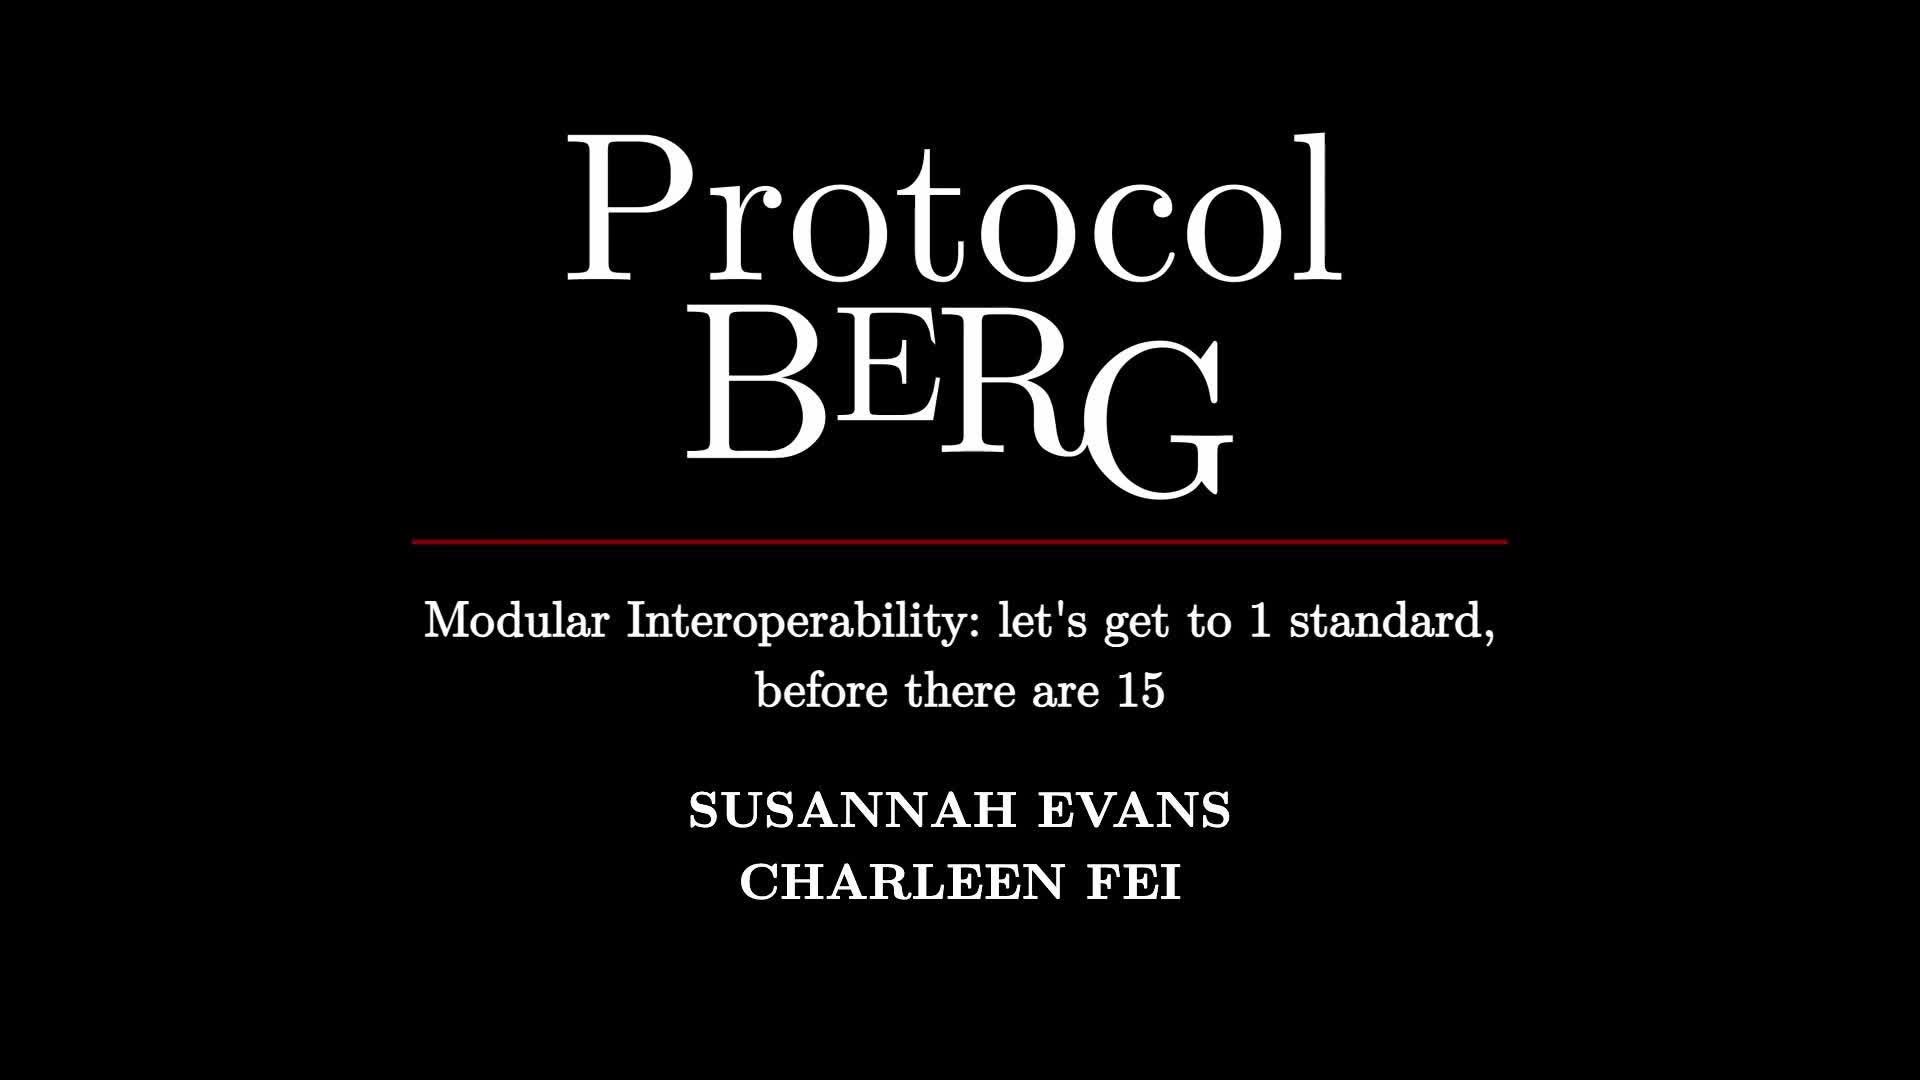 Protocol
BERG
Modular Interoperability: let's get to 1 standard,
before there are 15
SUSANNAH EVANS
CHARLEEN FEI